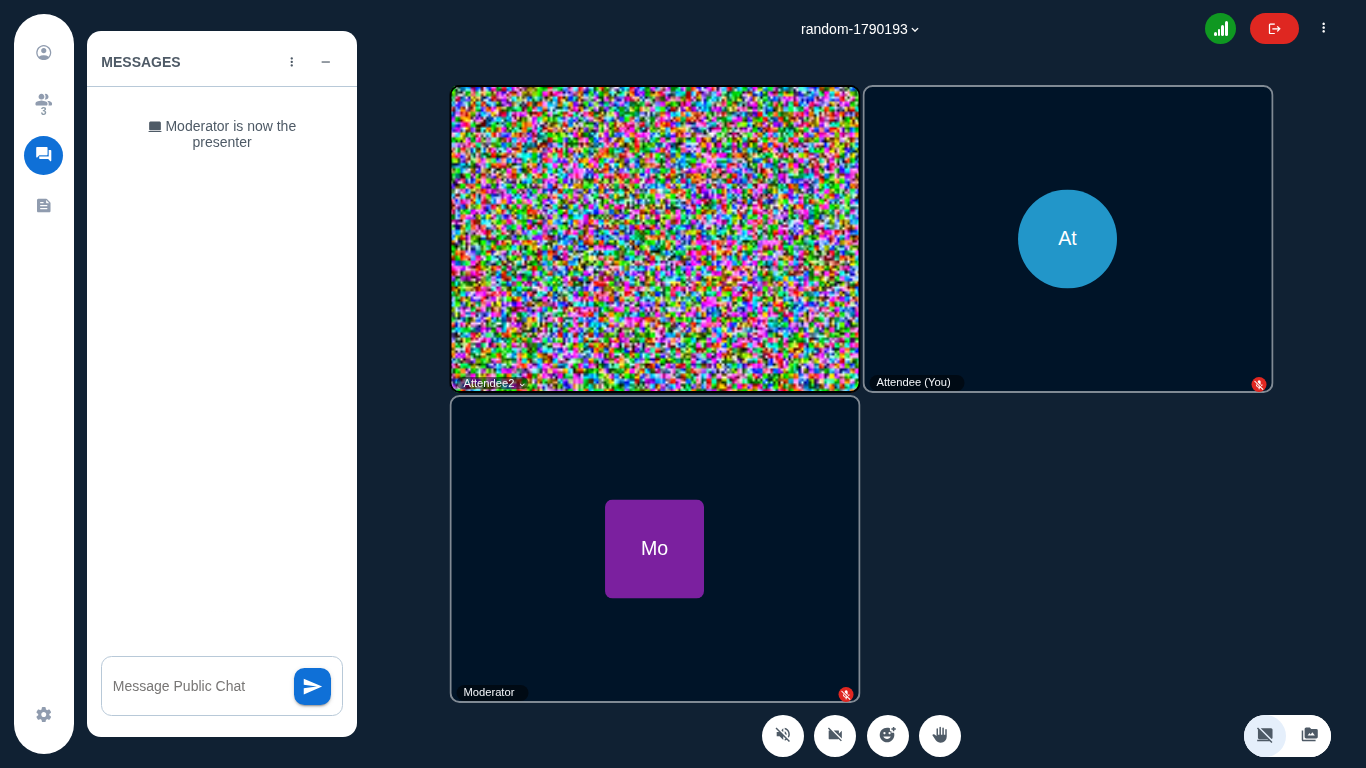 random-1790193
3
MESSAGES
Moderator is now the
presenter
Message Public Chat
Attendee2
At
Attendee (You)
Mo
Moderator